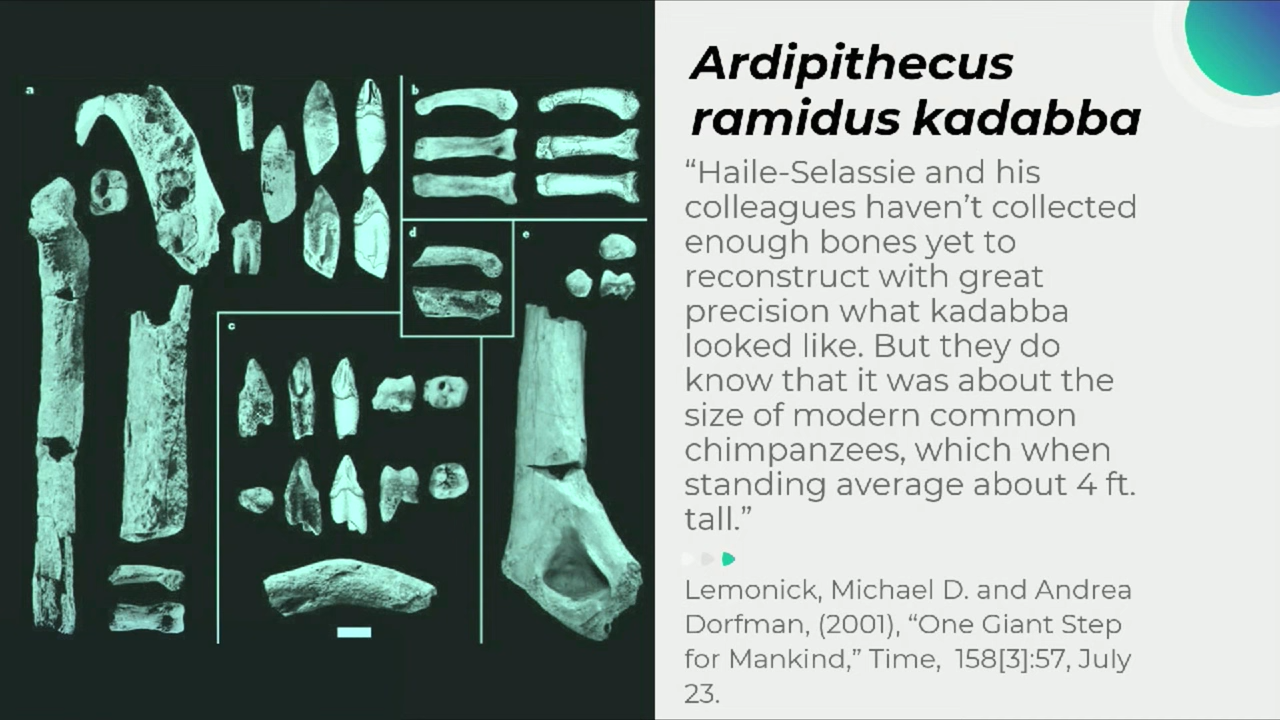 Ardipithecus
ramidus kadabba
“Haile-Selassie and his
colleagues haven’t collected
enough bones yet to
reconstruct with great
precision what kadabba
looked like. But they do
know that it was about the
size of modern common
chimpanzees, which when
standing average about 4 ft.
tall.”
Lemonick, Michael D. and Andrea
Dorfman, (2001), “One Giant Step
for Mankind,” Time,  158[3]:57, July
23.
a
b
d
e
c